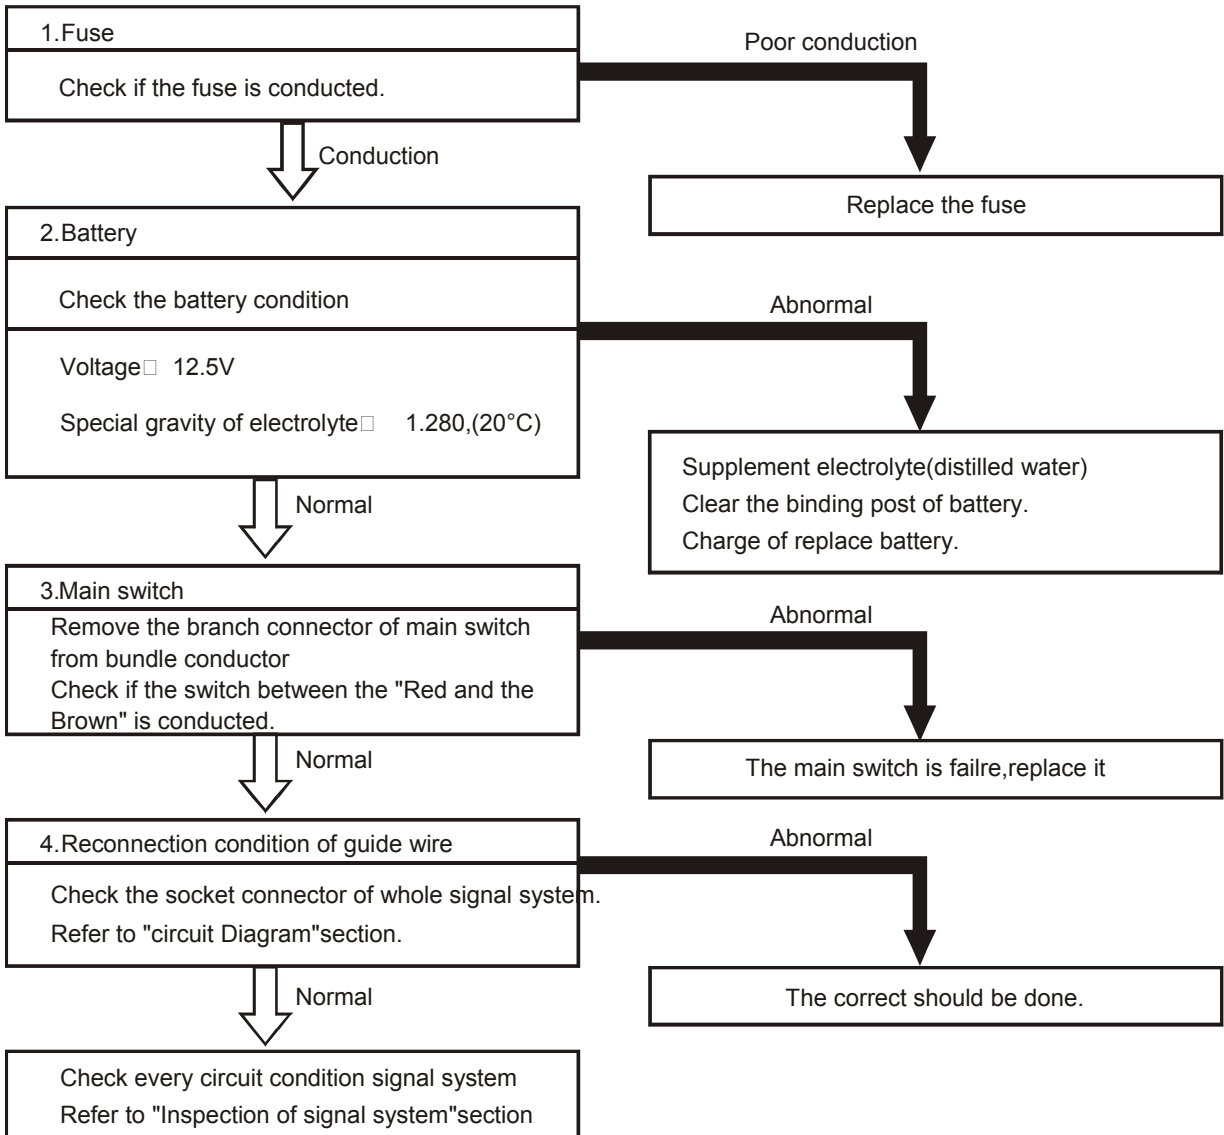 1.Fuse
Poor conduction
Check if the fuse is conducted.
Conduction
Replace the fuse
2.Battery
Check the battery condition
Abnormal
Voltage□ 12.5V
Special gravity of electrolyte□ 1.280,(20°C)
Supplement electrolyte(distilled water)
Clear the binding post of battery.
Charge of replace battery.
Normal
3.Main switch
Abnormal
Remove the branch connector of main switch
from bundle conductor
Check if the switch between the "Red and the
Brown" is conducted.
The main switch is failre,replace it
Normal
4.Reconnection condition of guide wire
Abnormal
Check the socket connector of whole signal system.
Refer to "circuit Diagram"section.
The correct should be done.
Normal
Check every circuit condition signal system
Refer to "Inspection of signal system"section